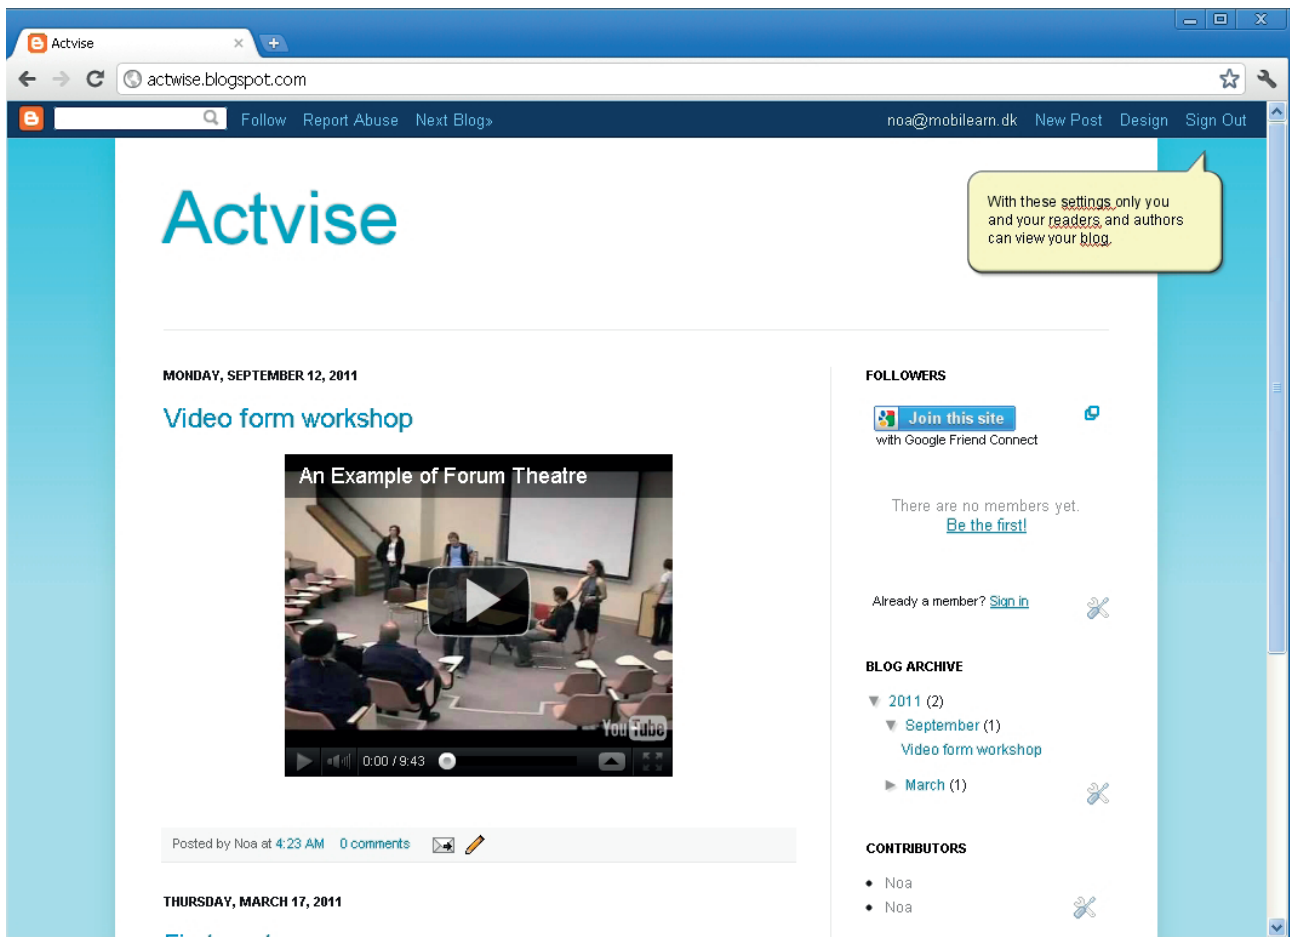 Actvise
actwise.blogspot.com
Follow Report Abuse Next Blog»
noa@mobilearn.dk New Post Design Sign Out
With these settings only you
and your readers and authors
can view your blog.
Actvise
MONDAY, SEPTEMBER 12, 2011
Video form workshop
An Example of Forum Theatre
You Tube
0:00 / 9:43
Posted by Noa at 4:23 AM 0 comments
THURSDAY, MARCH 17, 2011
FOLLOWERS
Join this site
with Google Friend Connect
There are no members yet.
Be the first!
Already a member? Sign in
BLOG ARCHIVE
▼ 2011 (2)
▼ September (1)
Video form workshop
► March (1)
CONTRIBUTORS
• Noa
• Noa